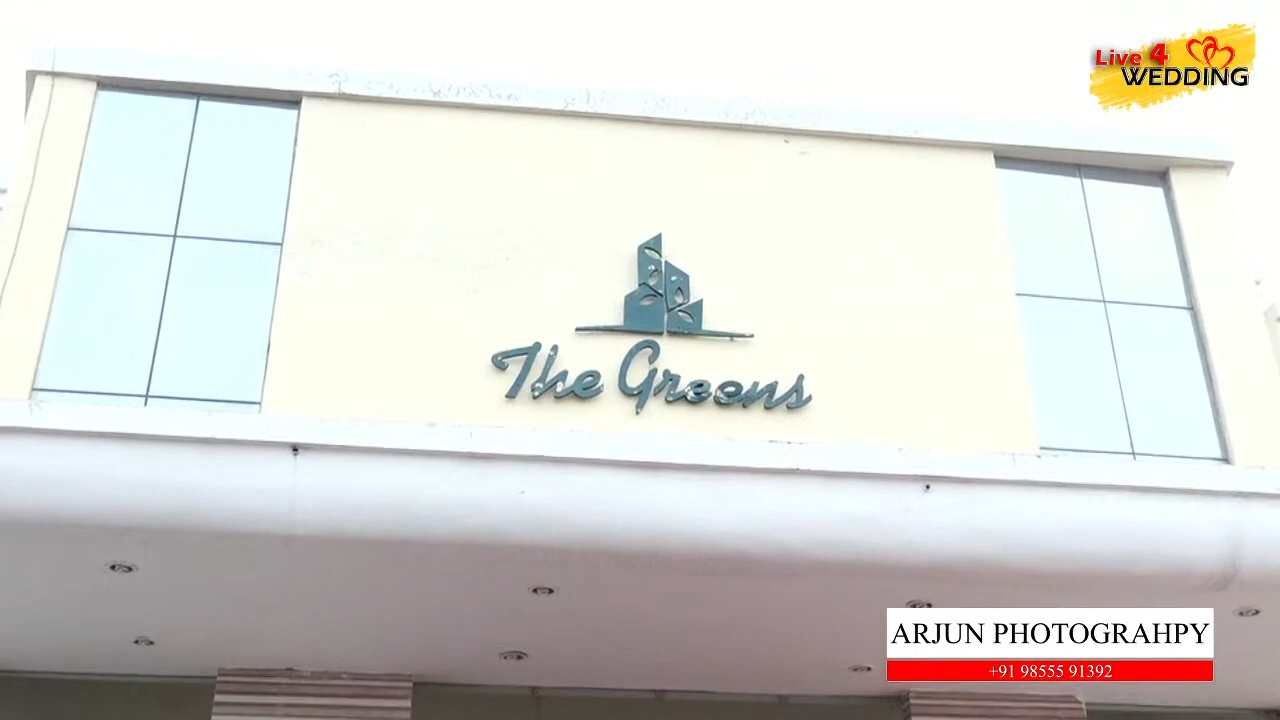 Live 4
WEDDING
The Greens
ARJUN PHOTOGRAHPY
+91 98555 91392